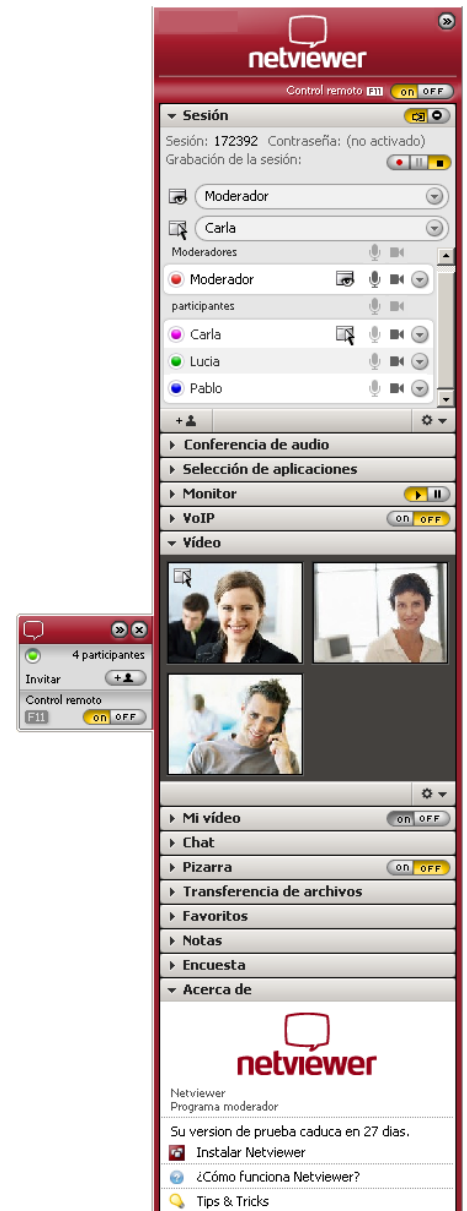 netviewer
Control remoto F11 on OFF
Sesión
Sesión: 172392 Contraseña: (no activado)
Grabación de la sesión:
Moderador
Carla
Moderadores
Moderador
participantes
Carla
Lucia
Pablo
Conferencia de audio
Selección de aplicaciones
Monitor
VoIP on OFF
Vídeo
4 participantes
Invitar
Control remoto
F11 on OFF
Mi vídeo on OFF
Chat
Pizarra on OFF
Transferencia de archivos
Favoritos
Notas
Encuesta
Acerca de
netviewer
Netviewer
Programa moderador
Su version de prueba caduca en 27 dias.
Instalar Netviewer
¿Cómo funciona Netviewer?
Tips & Tricks